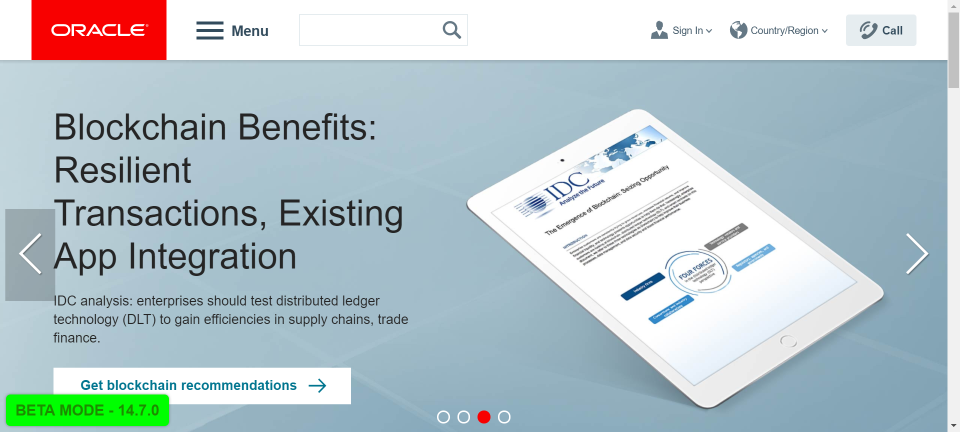 ORACLE
Menu
Sign In
Country/Region
Call
Blockchain Benefits:
Resilient
Transactions, Existing
App Integration
IDC analysis: enterprises should test distributed ledger
technology (DLT) to gain efficiencies in supply chains, trade
finance.
Get blockchain recommendations
BETA MODE - 14.7.0
IDC
Analyze the Future
The Emergence of Blockchain: Seizing Opportunity
INTRODUCTION
FOUR FORCES